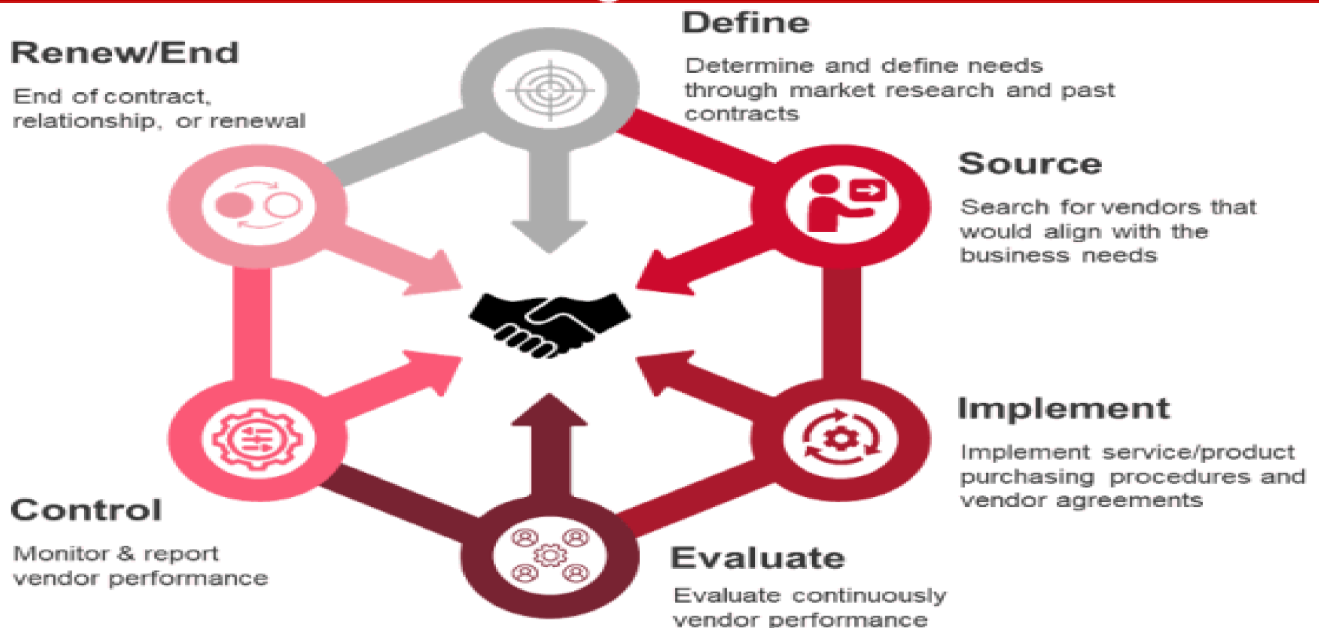 Define
Determine and define needs
through market research and past
contracts
Source
Search for vendors that
would align with the
business needs
Implement
Implement service/product
purchasing procedures and
vendor agreements
Evaluate
Evaluate continuously
vendor performance
Control
Monitor & report
vendor performance
Renew/End
End of contract,
relationship, or renewal